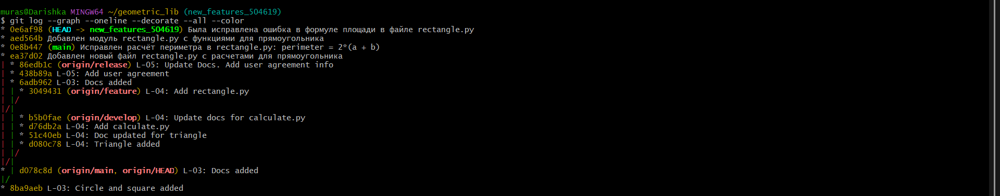 muras@Darishka MINGW64 ~/geometric_lib (new_features_504619)
$ git log --graph --oneline --decorate --all --color
* 0e6af98 (HEAD -> new_features_504619) Была исправлена ошибка в формуле площади в файле rectangle.py
* aed564b Добавлен модуль rectangle.py с функциями для прямоугольника
* 0e8b447 (main) Исправлен расчёт периметра в rectangle.py: perimeter = 2*(a + b)
* ea37d02 Добавлен новый файл rectangle.py с расчетами для прямоугольника
| * 86edb1c (origin/release) L-05: Update Docs. Add user agreement info
| * 438b89a L-05: Add user agreement
| * 6adb962 L-03: Docs added
| | * 3049431 (origin/feature) L-04: Add rectangle.py
| |/
|/|
| | * b5b0fae (origin/develop) L-04: Update docs for calculate.py
| | * d76db2a L-04: Add calculate.py
| | * 51c40eb L-04: Doc updated for triangle
| | * d080c78 L-04: Triangle added
| |/
|/|
* | d078c8d (origin/main, origin/HEAD) L-03: Docs added
|/
* 8ba9aeb L-03: Circle and square added